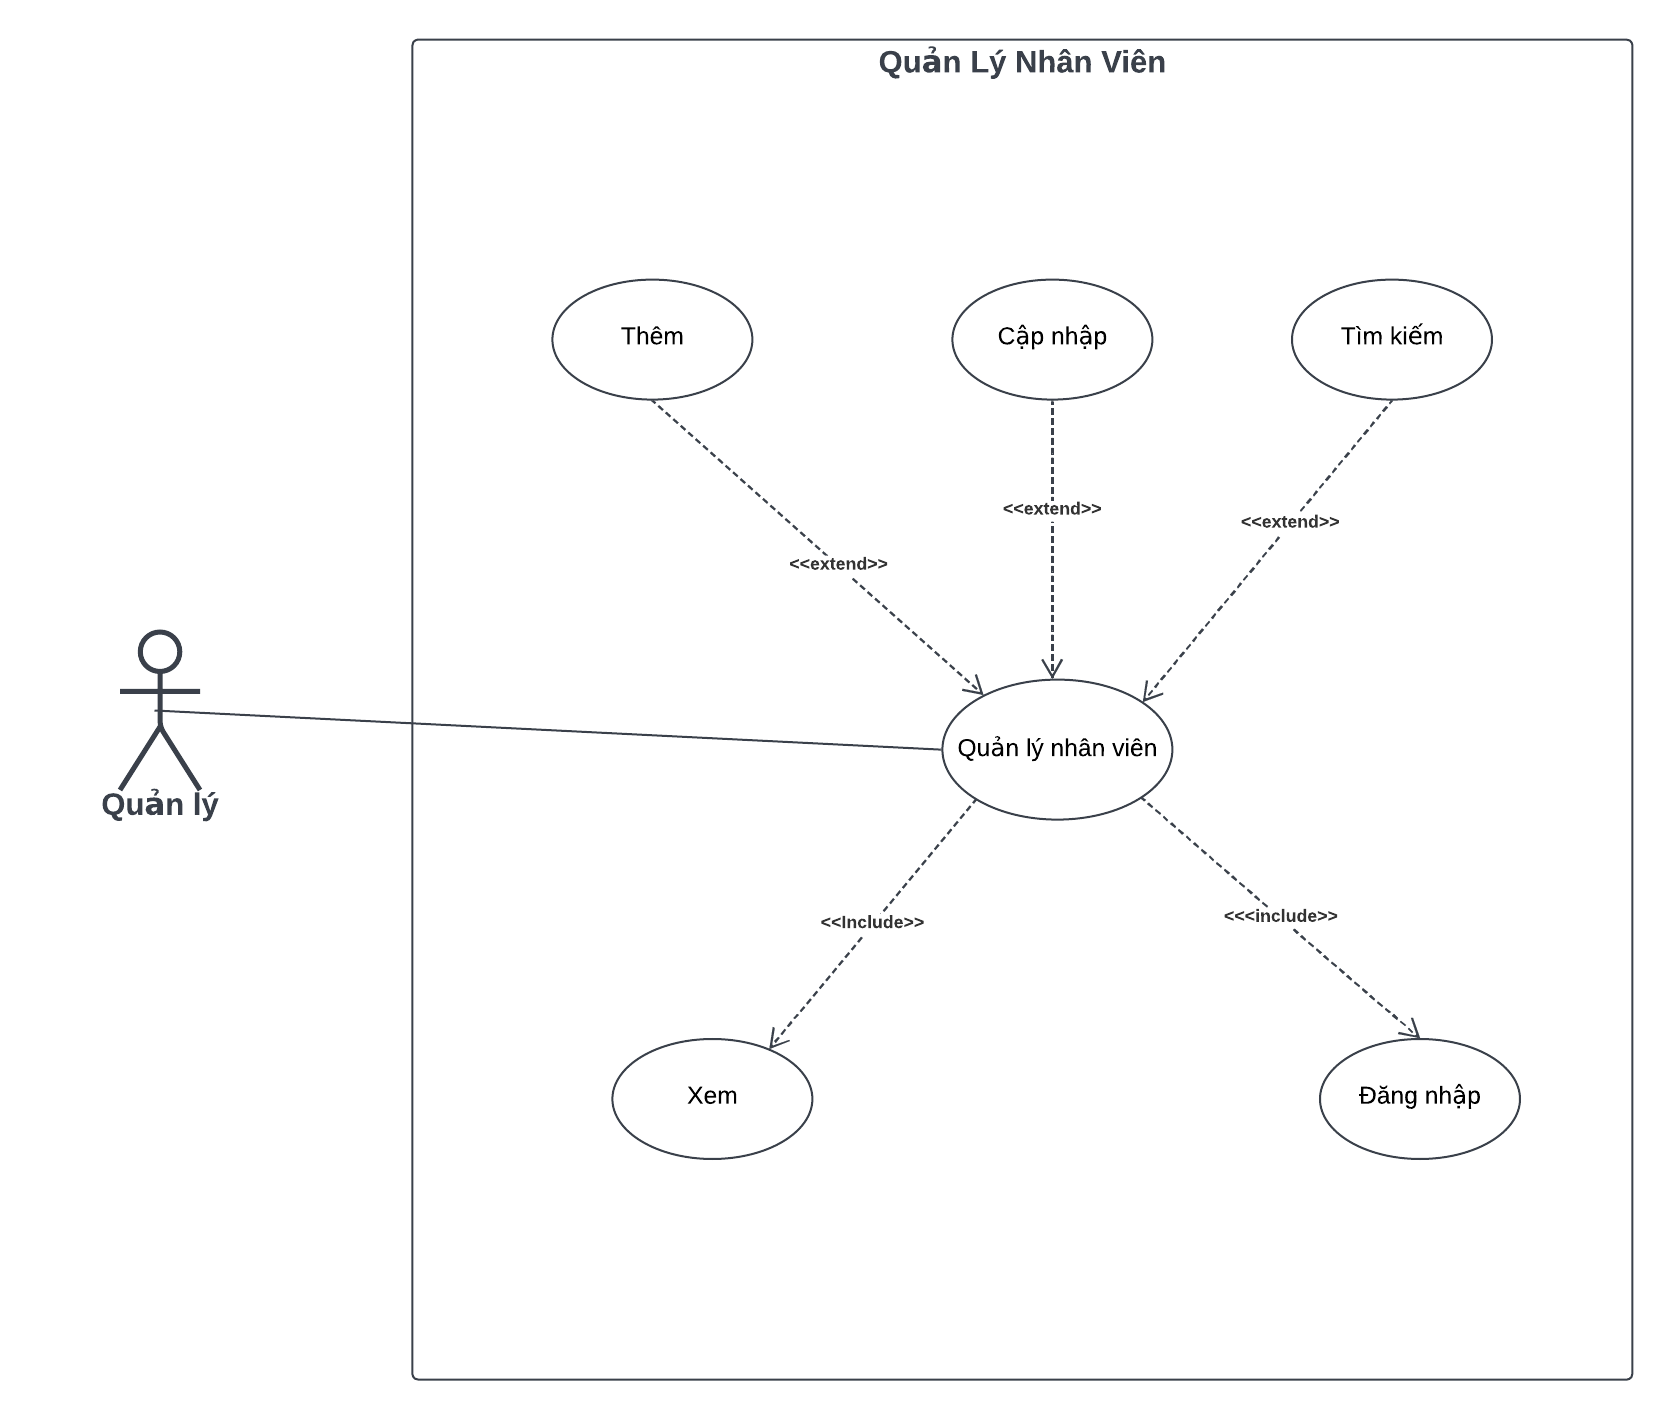 Quản Lý Nhân Viên
Thêm
Cập nhập
Tìm kiếm
<<extend>>
<<extend>>
<<extend>>
Quản lý nhân viên
Quản lý
<<Include>>
<<<include>>
Xem
Đăng nhập